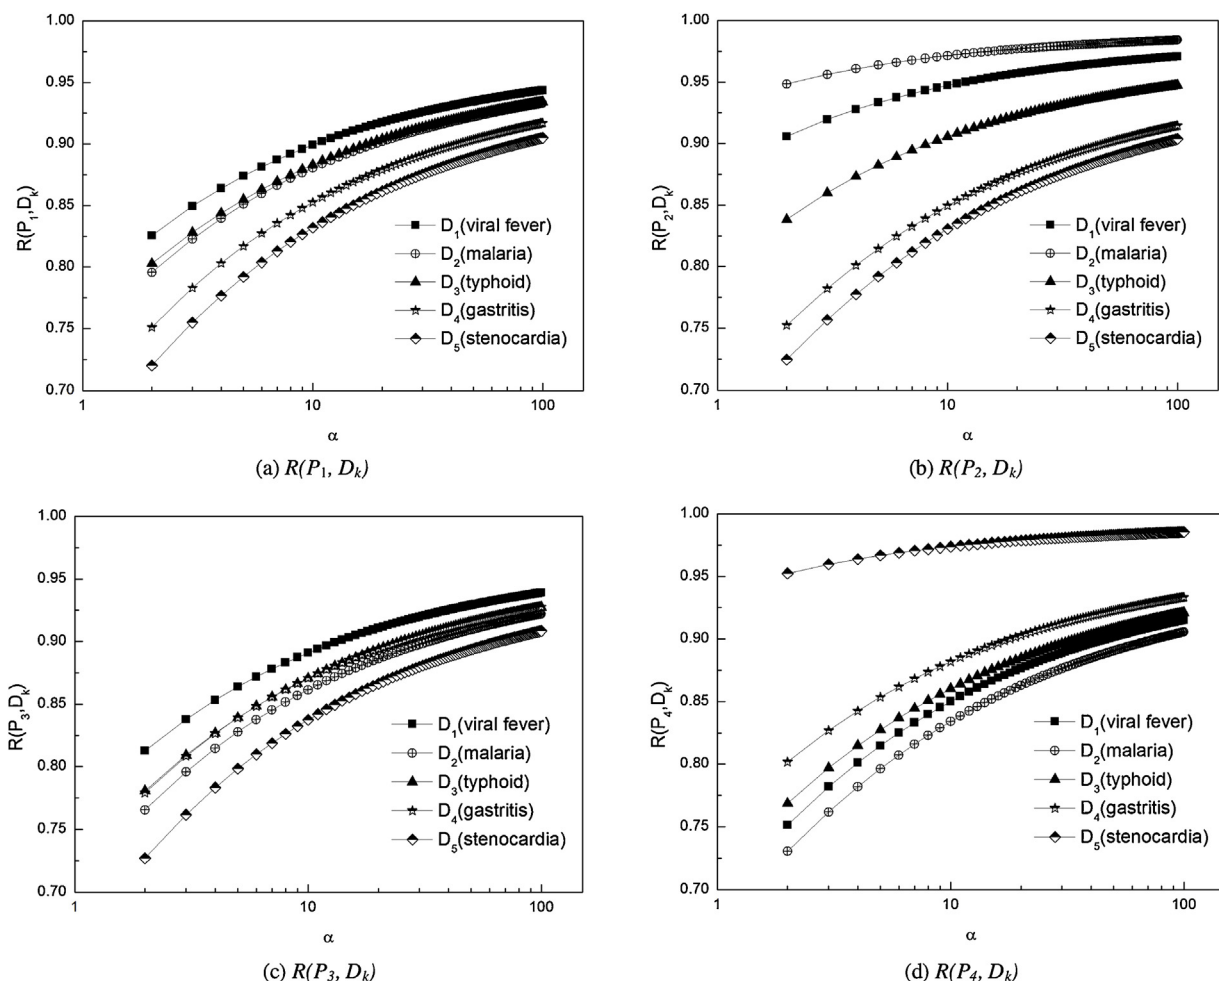 1.00
0.95
0.90
0.85
0.80
0.75
0.70
R(P1,Dk)
D1(viral fever)
D2(malaria)
D3(typhoid)
D4(gastritis)
D5(stenocardia)
1 10 100
α
(a) R(P1, Dk)
1.00
0.95
0.90
0.85
0.80
0.75
0.70
R(P2,Dk)
D1(viral fever)
D2(malaria)
D3(typhoid)
D4(gastritis)
D5(stenocardia)
1 10 100
α
(b) R(P2, Dk)
1.00
0.95
0.90
0.85
0.80
0.75
0.70
R(P3,Dk)
D1(viral fever)
D2(malaria)
D3(typhoid)
D4(gastritis)
D5(stenocardia)
1 10 100
α
(c) R(P3, Dk)
1.00
0.95
0.90
0.85
0.80
0.75
0.70
R(P4,Dk)
D1(viral fever)
D2(malaria)
D3(typhoid)
D4(gastritis)
D5(stenocardia)
1 10 100
α
(d) R(P4, Dk)